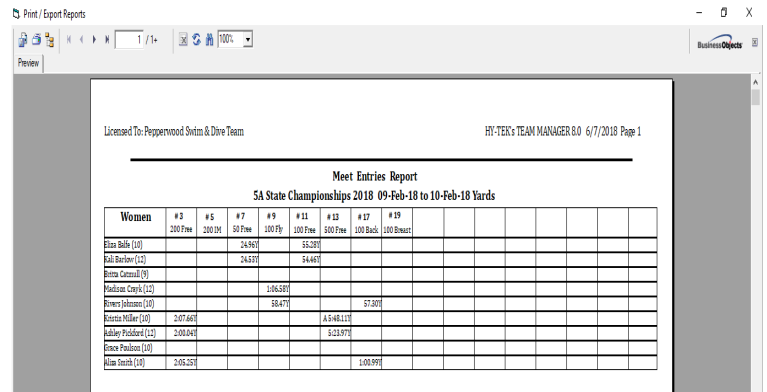 Print / Export Reports
1 / 1+ 100%
BusinessObjects
Preview
Licensed To: Pepperwood Swim & Dive Team HY-TEK's TEAM MANAGER 8.0 6/7/2018 Page 1
Meet Entries Report
5A State Championships 2018 09-Feb-18 to 10-Feb-18 Yards
Women # 3 # 5 # 7 # 9 # 11 # 13 # 17 # 19
200 Free 200 IM 50 Free 100 Fly 100 Free 500 Free 100 Back 100 Breast
Eliza Balfe (10) 24.96Y 55.28Y
Kali Barlow (12) 24.53Y 54.46Y
Britta Catmull (9)
Madison Crayk (12) 1:06.58Y
Rivers Johnson (10) 58.47Y 57.30Y
Kristin Miller (10) 2:07.66Y A 5:48.11Y
Ashley Pickford (12) 2:00.04Y 5:23.97Y
Grace Poulson (10)
Aliza Smith (10) 2:05.25Y 1:00.99Y